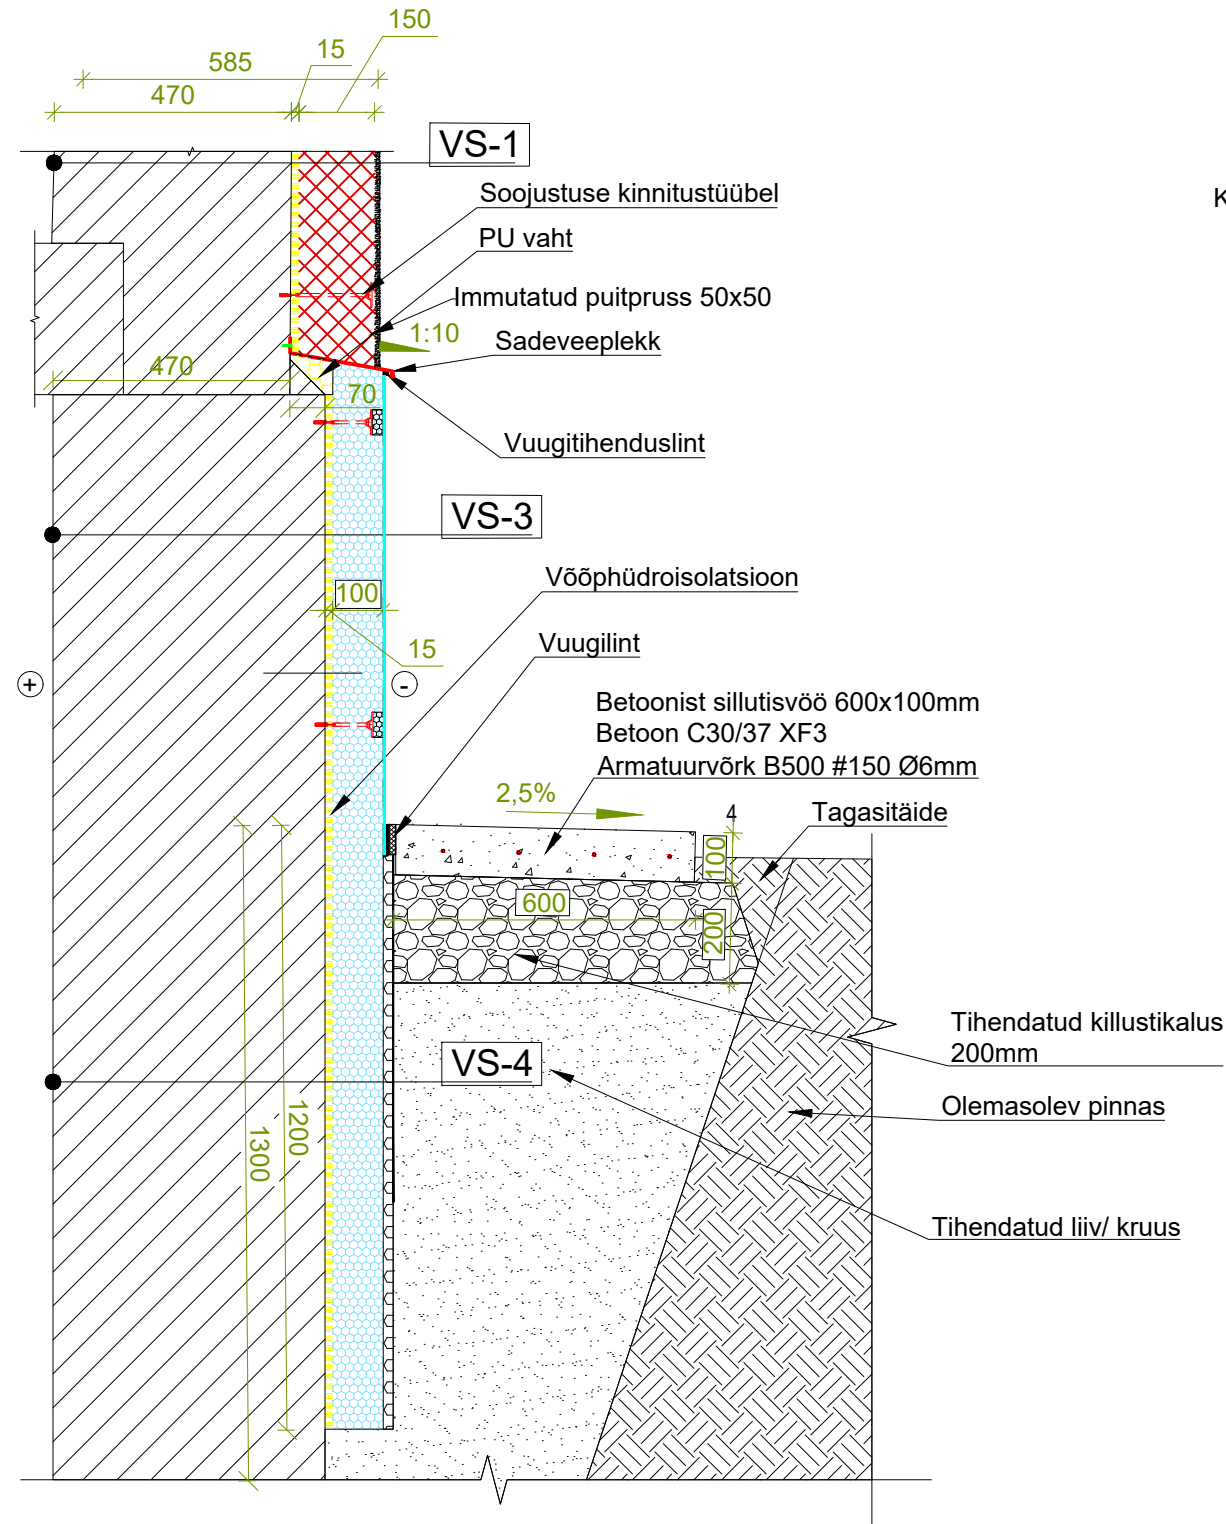 150
15
585
470
VS-1
K
Soojustuse kinnitustüübel
PU vaht
Immutatud puitpruss 50x50
1:10
Sadeveeplekk
470
70
Vuugitihenduslint
VS-3
Võõphüdroisolatsioon
100
15
Vuugilint
+
-
Betoonist sillutisvöö 600x100mm
Betoon C30/37 XF3
Armatuurvõrk B500 #150 Ø6mm
2,5%
4
Tagasitäide
100
600
200
Tihendatud killustikalus
200mm
VS-4
Olemasolev pinnas
1200
1300
Tihendatud liiv/ kruus